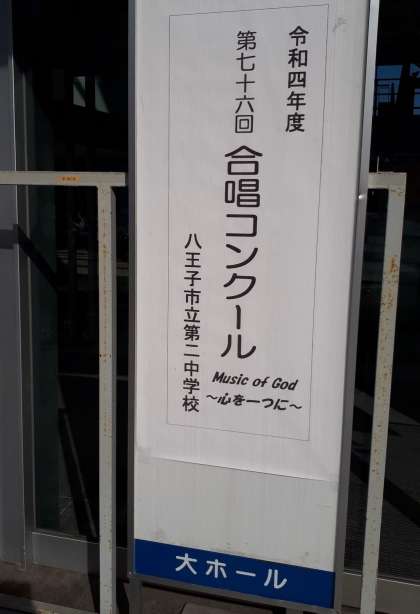 令和四年度
第七十六回 合唱コンクール
Music of God
～心を一つに～
八王子市立第二中学校
大ホール